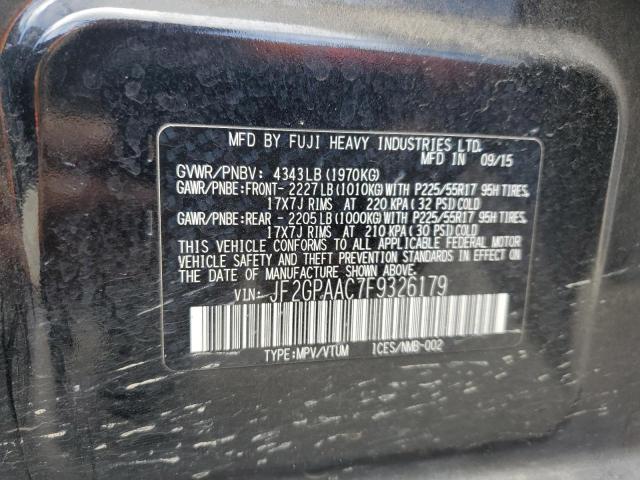 MFD BY FUJI HEAVY INDUSTRIES LTD.
MFD IN 09/15
GVWR/PNBV: 4343LB (1970KG)
GAWR/PNBE:FRONT- 2227LB (1010KG) WITH P225/55R17 95H TIRES,
17X7J RIMS AT 220 KPA (32 PSI) COLD
GAWR/PNBE:REAR - 2205LB (1000KG) WITH P225/55R17 95H TIRES,
17X7J RIMS AT 210 KPA (30 PSI) COLD
THIS VEHICLE CONFORMS TO ALL APPLICABLE FEDERAL MOTOR
VEHICLE SAFETY AND THEFT PREVENTION STANDARDS IN EFFECT ON
THE DATE OF MANUFACTURE SHOWN ABOVE.
VIN: JF2GPAAC7F9326179
TYPE:MPV/VTUM ICES/NMB-002